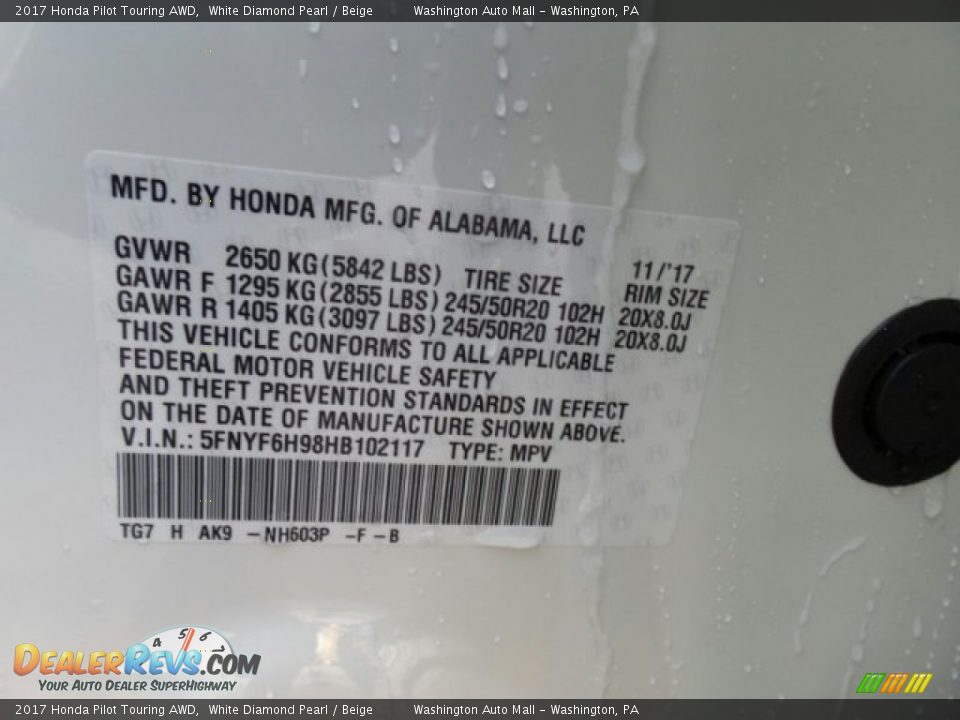 2017 Honda Pilot Touring AWD, White Diamond Pearl / Beige Washington Auto Mall - Washington, PA
MFD. BY HONDA MFG. OF ALABAMA, LLC
11/'17
GVWR 2650 KG(5842 LBS) TIRE SIZE RIM SIZE
GAWR F 1295 KG(2855 LBS) 245/50R20 102H 20X8.0J
GAWR R 1405 KG(3097 LBS) 245/50R20 102H 20X8.0J
THIS VEHICLE CONFORMS TO ALL APPLICABLE
FEDERAL MOTOR VEHICLE SAFETY
AND THEFT PREVENTION STANDARDS IN EFFECT
ON THE DATE OF MANUFACTURE SHOWN ABOVE.
V.I.N.: 5FNYF6H98HB102117 TYPE: MPV
TG7 H AK9 -NH603P -F -B
4 5 6
DEALERREVS.COM
YOUR AUTO DEALER SUPERHIGHWAY
2017 Honda Pilot Touring AWD, White Diamond Pearl / Beige Washington Auto Mall - Washington, PA